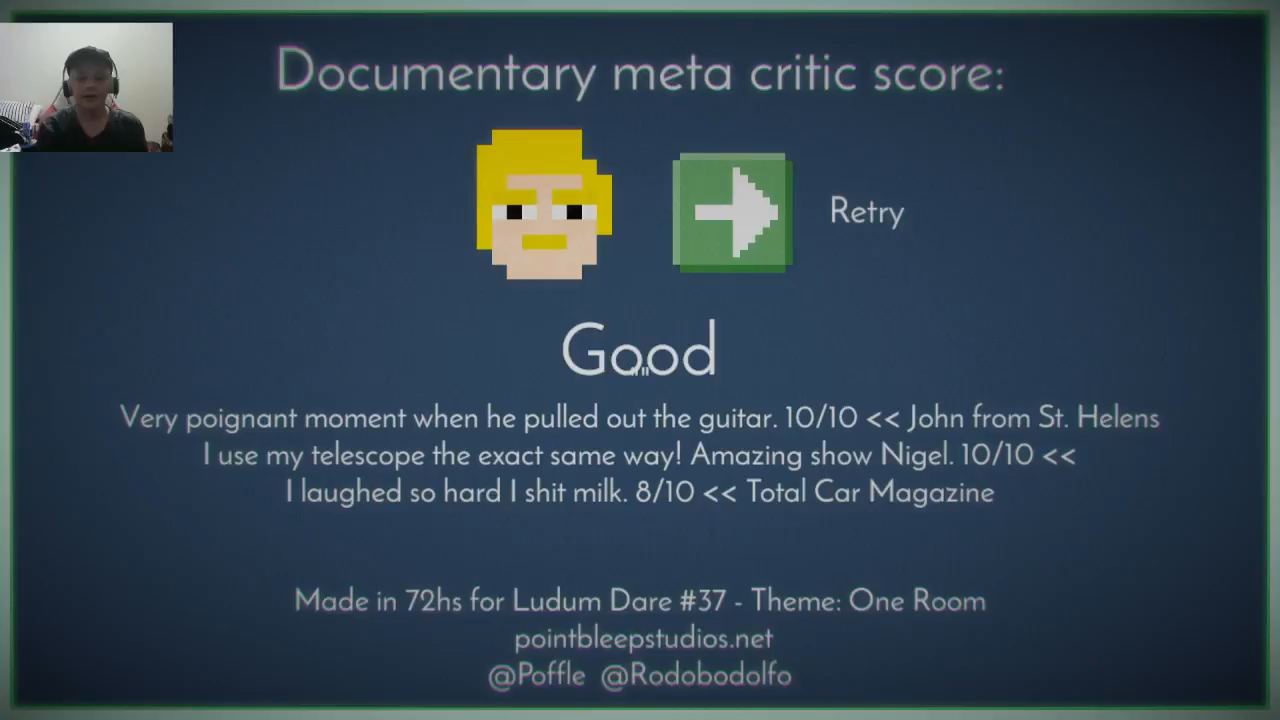 Documentary meta critic score:
Retry
Good
""
Very poignant moment when he pulled out the guitar. 10/10 << John from St. Helens
I use my telescope the exact same way! Amazing show Nigel. 10/10 <<
I laughed so hard I shit milk. 8/10 << Total Car Magazine
Made in 72hs for Ludum Dare #37 - Theme: One Room
pointbleepstudios.net
@Poffle @Rodobodolfo